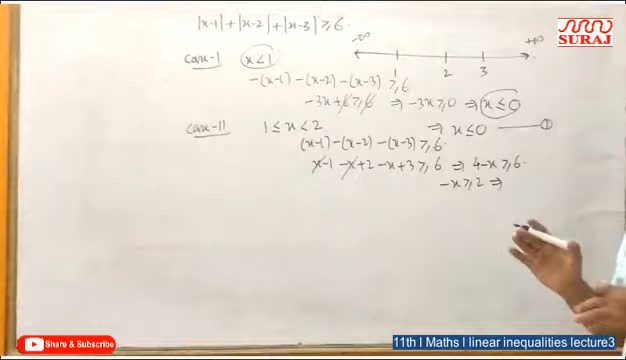 |x-1|+|x-2|+|x-3| ≥ 6.
-∞ +∞
SURAJ
case-I x<1
1 2 3
-(x-1) -(x-2) -(x-3) ≥ 6
-3x+6 ≥ 6 ⇒ -3x ≥ 0 ⇒ x ≤ 0
⇒ x ≤ 0 ——— ①
case-II 1 ≤ x < 2
(x-1) -(x-2) -(x-3) ≥ 6
x-1 -x+2 -x+3 ≥ 6 ⇒ 4-x ≥ 6.
-x ≥ 2 ⇒
Share & Subscribe
11th I Maths I linear inequalities lecture3